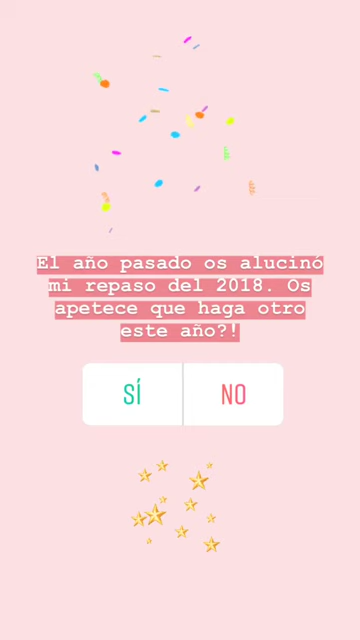 El año pasado os alucinó
mi repaso del 2018. Os
apetece que haga otro
este año?!
SÍ
NO